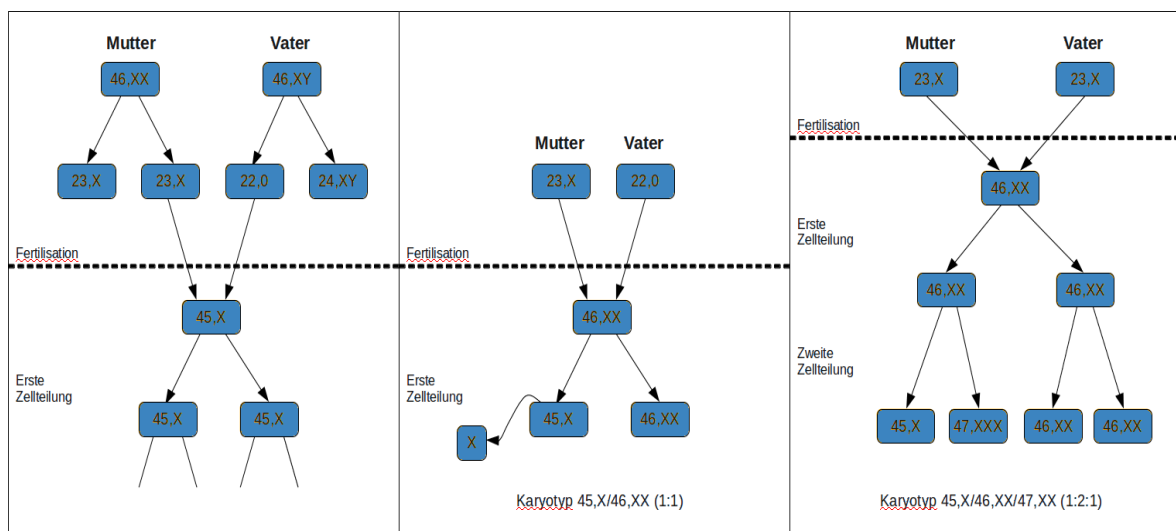 Mutter Vater
46,XX 46,XY
23,X 23,X 22,0 24,XY
Fertilisation
45,X
Erste
Zellteilung
45,X 45,X
Mutter Vater
23,X 22,0
Fertilisation
46,XX
Erste
Zellteilung
45,X 46,XX
X
Karyotyp 45,X/46,XX (1:1)
Mutter Vater
23,X 23,X
Fertilisation
46,XX
Erste
Zellteilung
46,XX 46,XX
Zweite
Zellteilung
45,X 47,XXX 46,XX 46,XX
Karyotyp 45,X/46,XX/47,XX (1:2:1)